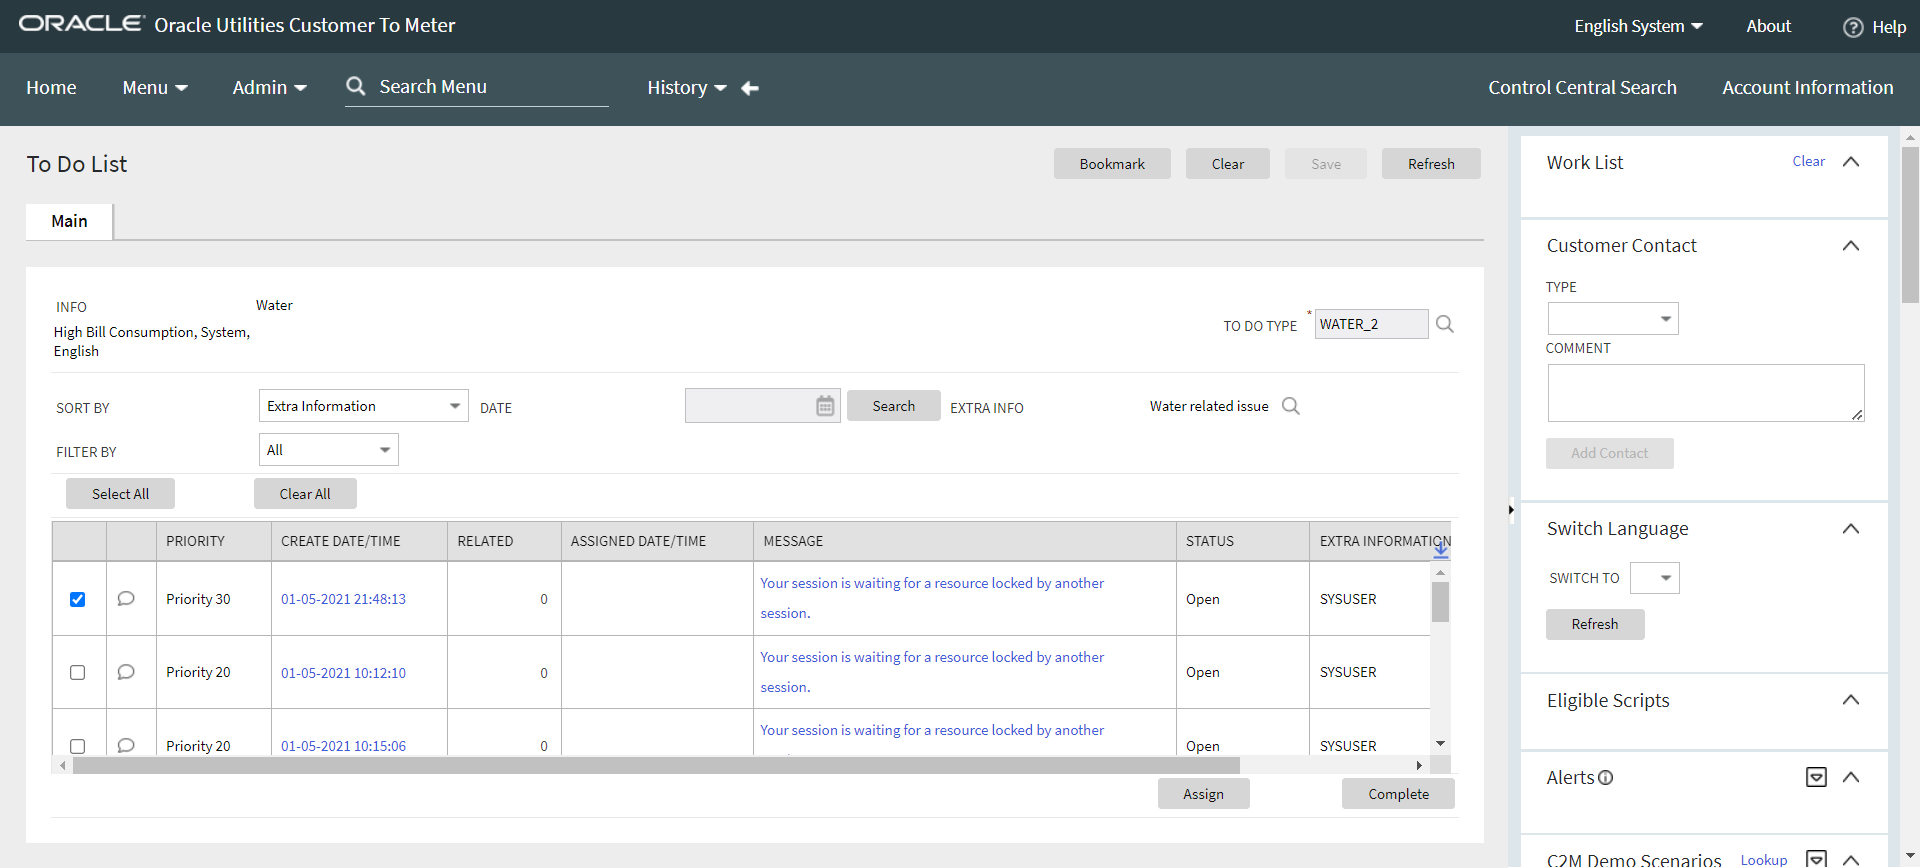 ORACLE Oracle Utilities Customer To Meter
English System About Help
Home Menu Admin Search Menu History Control Central Search Account Information
To Do List
Bookmark Clear Save Refresh
Main
INFO Water
High Bill Consumption, System,
English
TO DO TYPE * WATER_2
SORT BY Extra Information DATE Search EXTRA INFO Water related issue
FILTER BY All
Select All Clear All
PRIORITY CREATE DATE/TIME RELATED ASSIGNED DATE/TIME MESSAGE STATUS EXTRA INFORMATION
Priority 30 01-05-2021 21:48:13 0 Your session is waiting for a resource locked by another
session. Open SYSUSER
Priority 20 01-05-2021 10:12:10 0 Your session is waiting for a resource locked by another
session. Open SYSUSER
Priority 20 01-05-2021 10:15:06 0 Your session is waiting for a resource locked by another
Open SYSUSER
Assign Complete
Work List Clear
Customer Contact
TYPE
COMMENT
Add Contact
Switch Language
SWITCH TO
Refresh
Eligible Scripts
Alerts
C2M Demo Scenarios Lookup